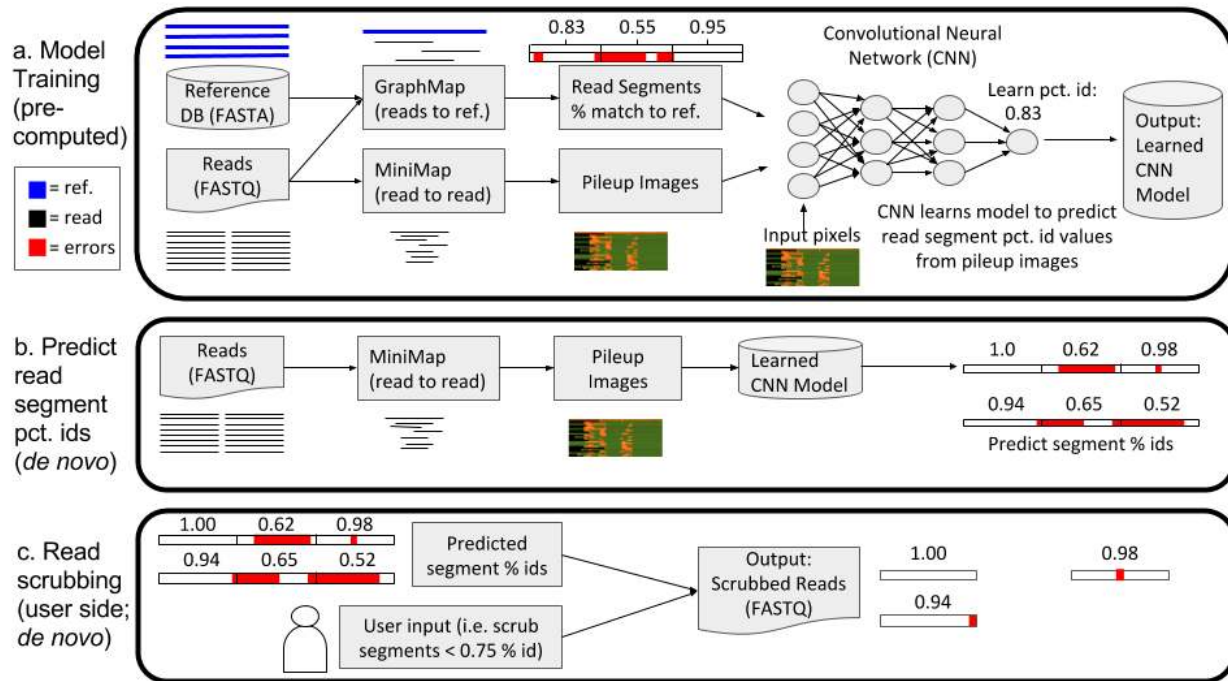 a. Model
Training
(pre-
computed)
= ref.
= read
= errors
Reference
DB (FASTA)
Reads
(FASTQ)
GraphMap
(reads to ref.)
MiniMap
(read to read)
0.83 0.55 0.95
Read Segments
% match to ref.
Pileup Images
Convolutional Neural
Network (CNN)
Learn pct. id:
0.83
Input pixels
CNN learns model to predict
read segment pct. id values
from pileup images
Output:
Learned
CNN
Model
b. Predict
read
segment
pct. ids
(de novo)
Reads
(FASTQ)
MiniMap
(read to read)
Pileup
Images
Learned
CNN Model
1.0 0.62 0.98
0.94 0.65 0.52
Predict segment % ids
c. Read
scrubbing
(user side;
de novo)
1.00 0.62 0.98
0.94 0.65 0.52
Predicted
segment % ids
User input (i.e. scrub
segments < 0.75 % id)
Output:
Scrubbed Reads
(FASTQ)
1.00 0.98
0.94